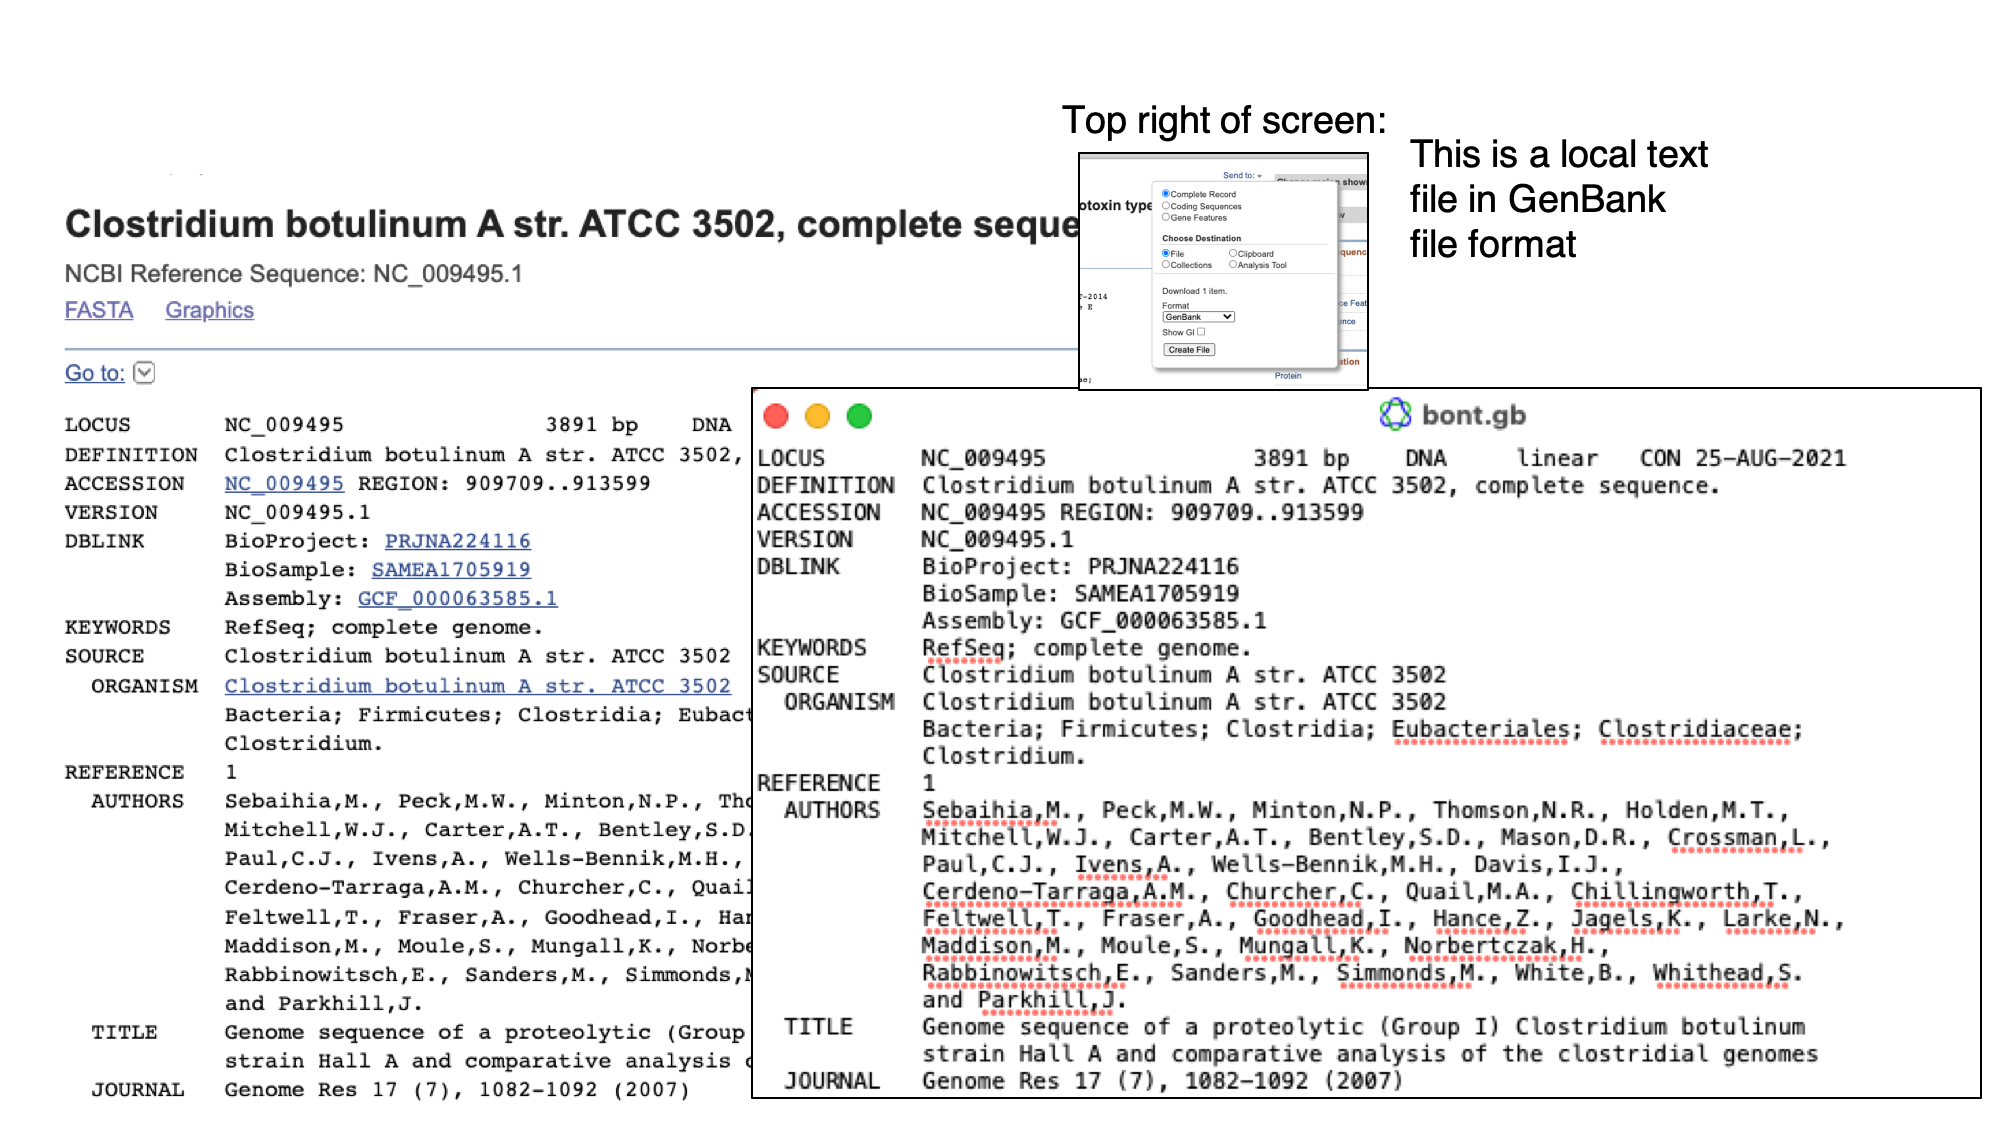 Top right of screen:
This is a local text
file in GenBank
file format
Clostridium botulinum A str. ATCC 3502, complete seque
NCBI Reference Sequence: NC_009495.1
FASTA Graphics
Go to:
LOCUS NC_009495 3891 bp DNA
DEFINITION Clostridium botulinum A str. ATCC 3502,
ACCESSION NC_009495 REGION: 909709..913599
VERSION NC_009495.1
DBLINK BioProject: PRJNA224116
BioSample: SAMEA1705919
Assembly: GCF_000063585.1
KEYWORDS RefSeq; complete genome.
SOURCE Clostridium botulinum A str. ATCC 3502
ORGANISM Clostridium botulinum A str. ATCC 3502
Bacteria; Firmicutes; Clostridia; Eubact
Clostridium.
REFERENCE 1
AUTHORS Sebaihia,M., Peck,M.W., Minton,N.P., Tho
Mitchell,W.J., Carter,A.T., Bentley,S.D.
Paul,C.J., Ivens,A., Wells-Bennik,M.H.,
Cerdeno-Tarraga,A.M., Churcher,C., Quail
Feltwell,T., Fraser,A., Goodhead,I., Han
Maddison,M., Moule,S., Mungall,K., Norbe
Rabbinowitsch,E., Sanders,M., Simmonds,M
and Parkhill,J.
TITLE Genome sequence of a proteolytic (Group
strain Hall A and comparative analysis o
JOURNAL Genome Res 17 (7), 1082-1092 (2007)
Send to:
Change region shown
otoxin type
Complete Record
Coding Sequences
Gene Features
Choose Destination
File Clipboard
Collections Analysis Tool
Download 1 item.
Format
GenBank
Show GI
Create File
T-2014
e E
ae;
quenc
ce Feat
ence
ation
Protein
bont.gb
LOCUS NC_009495 3891 bp DNA linear CON 25-AUG-2021
DEFINITION Clostridium botulinum A str. ATCC 3502, complete sequence.
ACCESSION NC_009495 REGION: 909709..913599
VERSION NC_009495.1
DBLINK BioProject: PRJNA224116
BioSample: SAMEA1705919
Assembly: GCF_000063585.1
KEYWORDS RefSeq; complete genome.
SOURCE Clostridium botulinum A str. ATCC 3502
ORGANISM Clostridium botulinum A str. ATCC 3502
Bacteria; Firmicutes; Clostridia; Eubacteriales; Clostridiaceae;
Clostridium.
REFERENCE 1
AUTHORS Sebaihia,M., Peck,M.W., Minton,N.P., Thomson,N.R., Holden,M.T.,
Mitchell,W.J., Carter,A.T., Bentley,S.D., Mason,D.R., Crossman,L.,
Paul,C.J., Ivens,A., Wells-Bennik,M.H., Davis,I.J.,
Cerdeno-Tarraga,A.M., Churcher,C., Quail,M.A., Chillingworth,T.,
Feltwell,T., Fraser,A., Goodhead,I., Hance,Z., Jagels,K., Larke,N.,
Maddison,M., Moule,S., Mungall,K., Norbertczak,H.,
Rabbinowitsch,E., Sanders,M., Simmonds,M., White,B., Whithead,S.
and Parkhill,J.
TITLE Genome sequence of a proteolytic (Group I) Clostridium botulinum
strain Hall A and comparative analysis of the clostridial genomes
JOURNAL Genome Res 17 (7), 1082-1092 (2007)